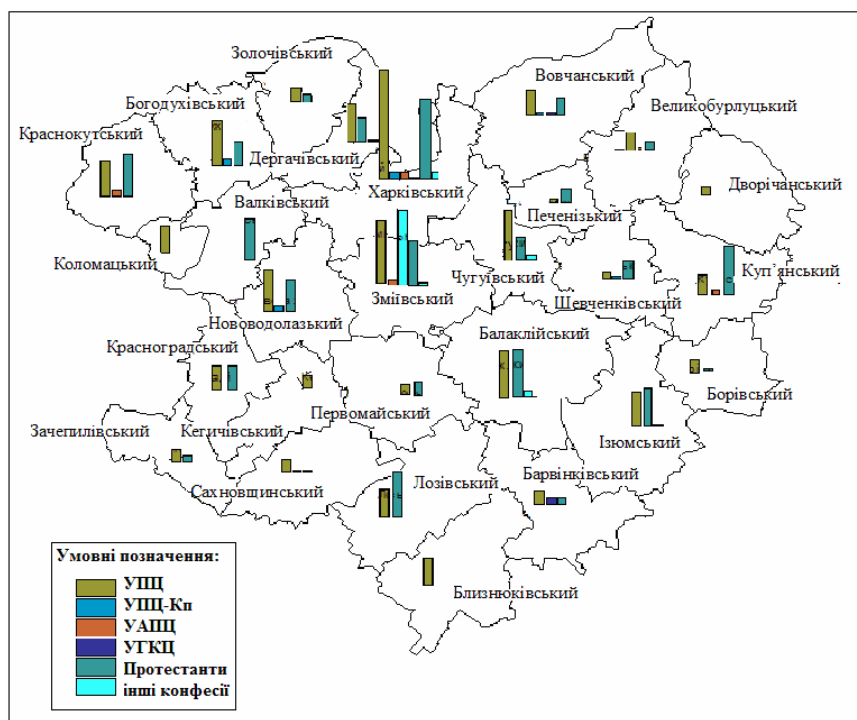 Золочівський
Вовчанський
Богодухівський
Великобурлуцький
Краснокутський
Дергачівський
Харківський
Дворічанський
Валківський
Печенізький
Коломацький
Чугуївський
Куп’янський
Зміївський
Шевченківський
Нововодолазький
Балаклійський
Красноградський
Борівський
Первомайський
Зачепилівський
Кегичівський
Ізюмський
Сахновщинський
Лозівський
Барвінківський
Близнюківський
Умовні позначення:
УПЦ
УПЦ-Кп
УАПЦ
УГКЦ
Протестанти
інші конфесії